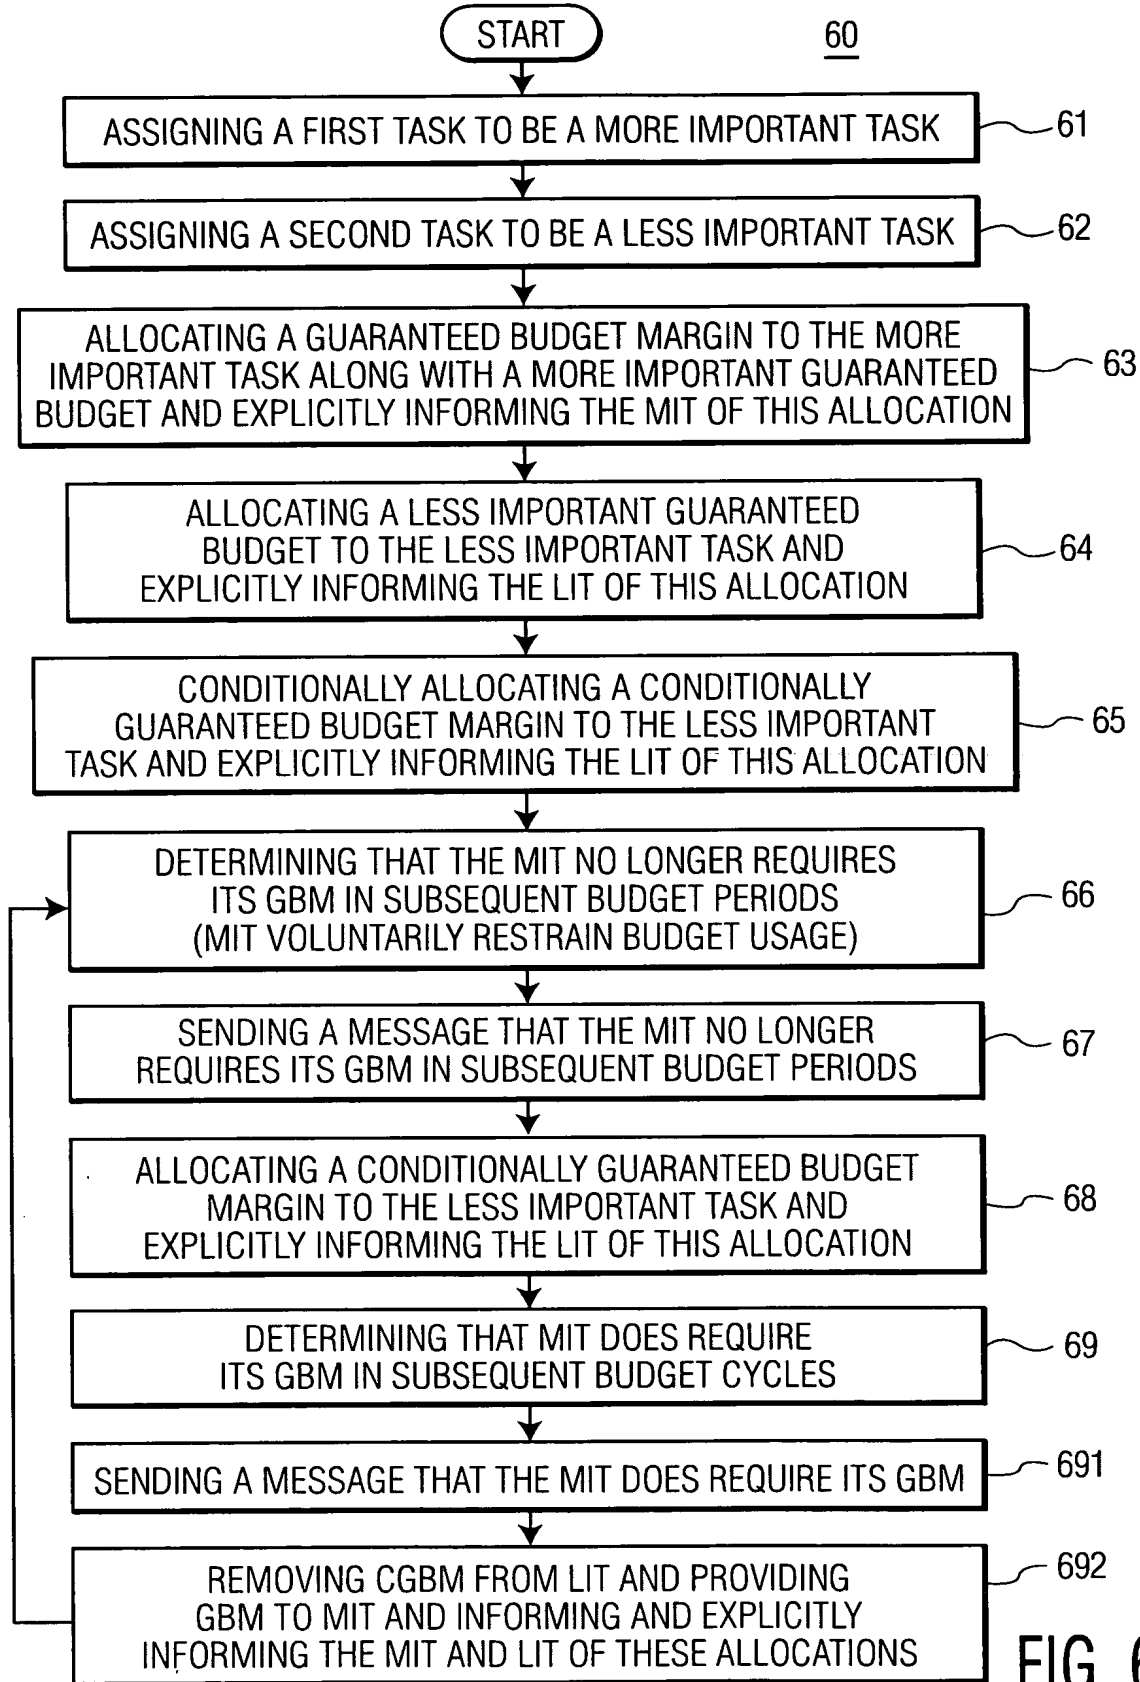 START
60
ASSIGNING A FIRST TASK TO BE A MORE IMPORTANT TASK
61
ASSIGNING A SECOND TASK TO BE A LESS IMPORTANT TASK
62
ALLOCATING A GUARANTEED BUDGET MARGIN TO THE MORE
IMPORTANT TASK ALONG WITH A MORE IMPORTANT GUARANTEED
BUDGET AND EXPLICITLY INFORMING THE MIT OF THIS ALLOCATION
63
ALLOCATING A LESS IMPORTANT GUARANTEED
BUDGET TO THE LESS IMPORTANT TASK AND
EXPLICITLY INFORMING THE LIT OF THIS ALLOCATION
64
CONDITIONALLY ALLOCATING A CONDITIONALLY
GUARANTEED BUDGET MARGIN TO THE LESS IMPORTANT
TASK AND EXPLICITLY INFORMING THE LIT OF THIS ALLOCATION
65
DETERMINING THAT THE MIT NO LONGER REQUIRES
ITS GBM IN SUBSEQUENT BUDGET PERIODS
(MIT VOLUNTARILY RESTRAIN BUDGET USAGE)
66
SENDING A MESSAGE THAT THE MIT NO LONGER
REQUIRES ITS GBM IN SUBSEQUENT BUDGET PERIODS
67
ALLOCATING A CONDITIONALLY GUARANTEED BUDGET
MARGIN TO THE LESS IMPORTANT TASK AND
EXPLICITLY INFORMING THE LIT OF THIS ALLOCATION
68
DETERMINING THAT MIT DOES REQUIRE
ITS GBM IN SUBSEQUENT BUDGET CYCLES
69
SENDING A MESSAGE THAT THE MIT DOES REQUIRE ITS GBM
691
REMOVING CGBM FROM LIT AND PROVIDING
GBM TO MIT AND INFORMING AND EXPLICITLY
INFORMING THE MIT AND LIT OF THESE ALLOCATIONS
692
FIG. 6